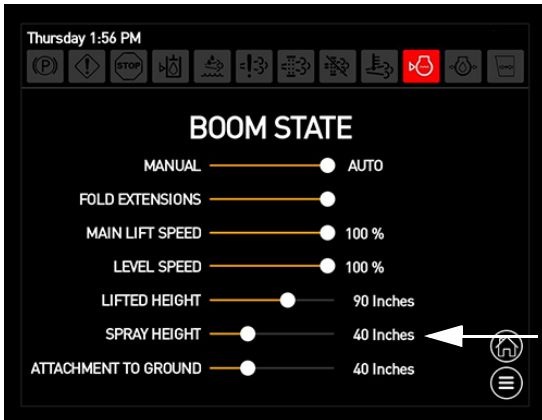 Thursday 1:56 PM
(P) STOP
BOOM STATE
MANUAL AUTO
FOLD EXTENSIONS
MAIN LIFT SPEED 100 %
LEVEL SPEED 100 %
LIFTED HEIGHT 90 Inches
SPRAY HEIGHT 40 Inches
ATTACHMENT TO GROUND 40 Inches